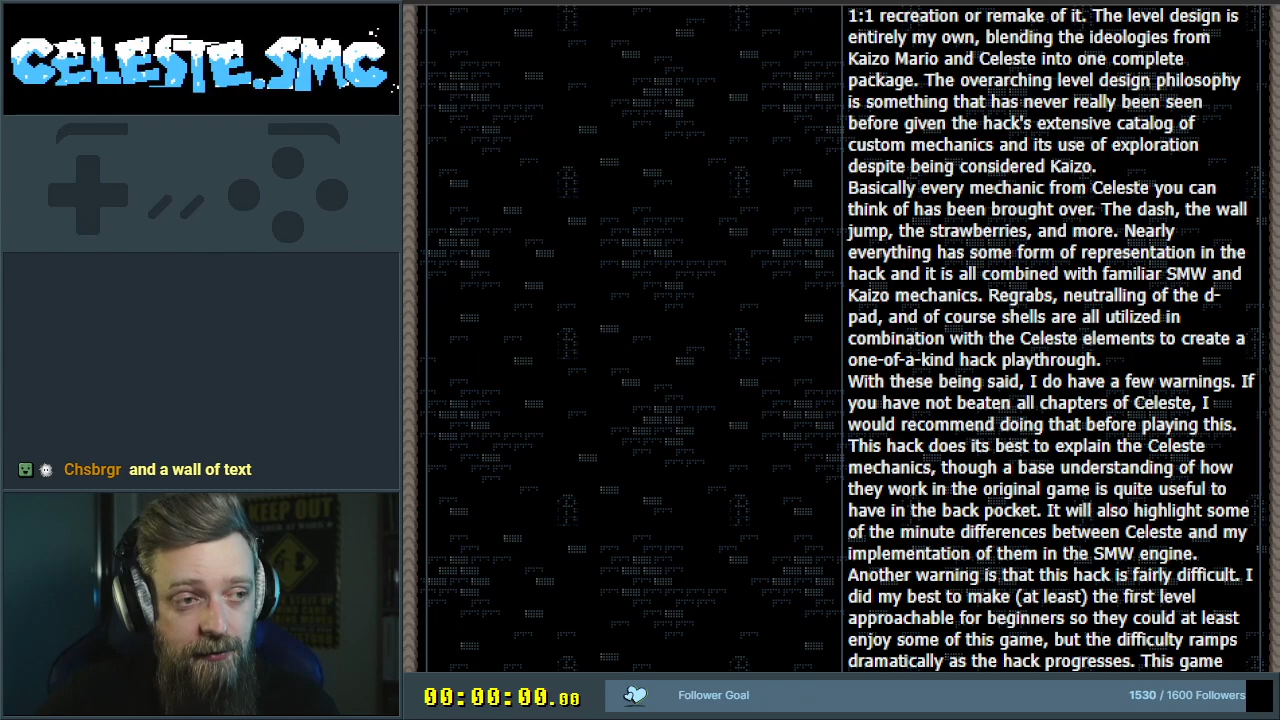 CELESTE.SMC
Chsbrgr and a wall of text
1:1 recreation or remake of it. The level design is
entirely my own, blending the ideologies from
Kaizo Mario and Celeste into one complete
package. The overarching level design philosophy
is something that has never really been seen
before given the hack's extensive catalog of
custom mechanics and its use of exploration
despite being considered Kaizo.
Basically every mechanic from Celeste you can
think of has been brought over. The dash, the wall
jump, the strawberries, and more. Nearly
everything has some form of representation in the
hack and it is all combined with familiar SMW and
Kaizo mechanics. Regrabs, neutralling of the d-
pad, and of course shells are all utilized in
combination with the Celeste elements to create a
one-of-a-kind hack playthrough.
With these being said, I do have a few warnings. If
you have not beaten all chapters of Celeste, I
would recommend doing that before playing this.
This hack does its best to explain the Celeste
mechanics, though a base understanding of how
they work in the original game is quite useful to
have in the back pocket. It will also highlight some
of the minute differences between Celeste and my
implementation of them in the SMW engine.
Another warning is that this hack is fairly difficult. I
did my best to make (at least) the first level
approachable for beginners so they could at least
enjoy some of this game, but the difficulty ramps
dramatically as the hack progresses. This game
00:00:00.00
Follower Goal
1530 / 1600 Followers